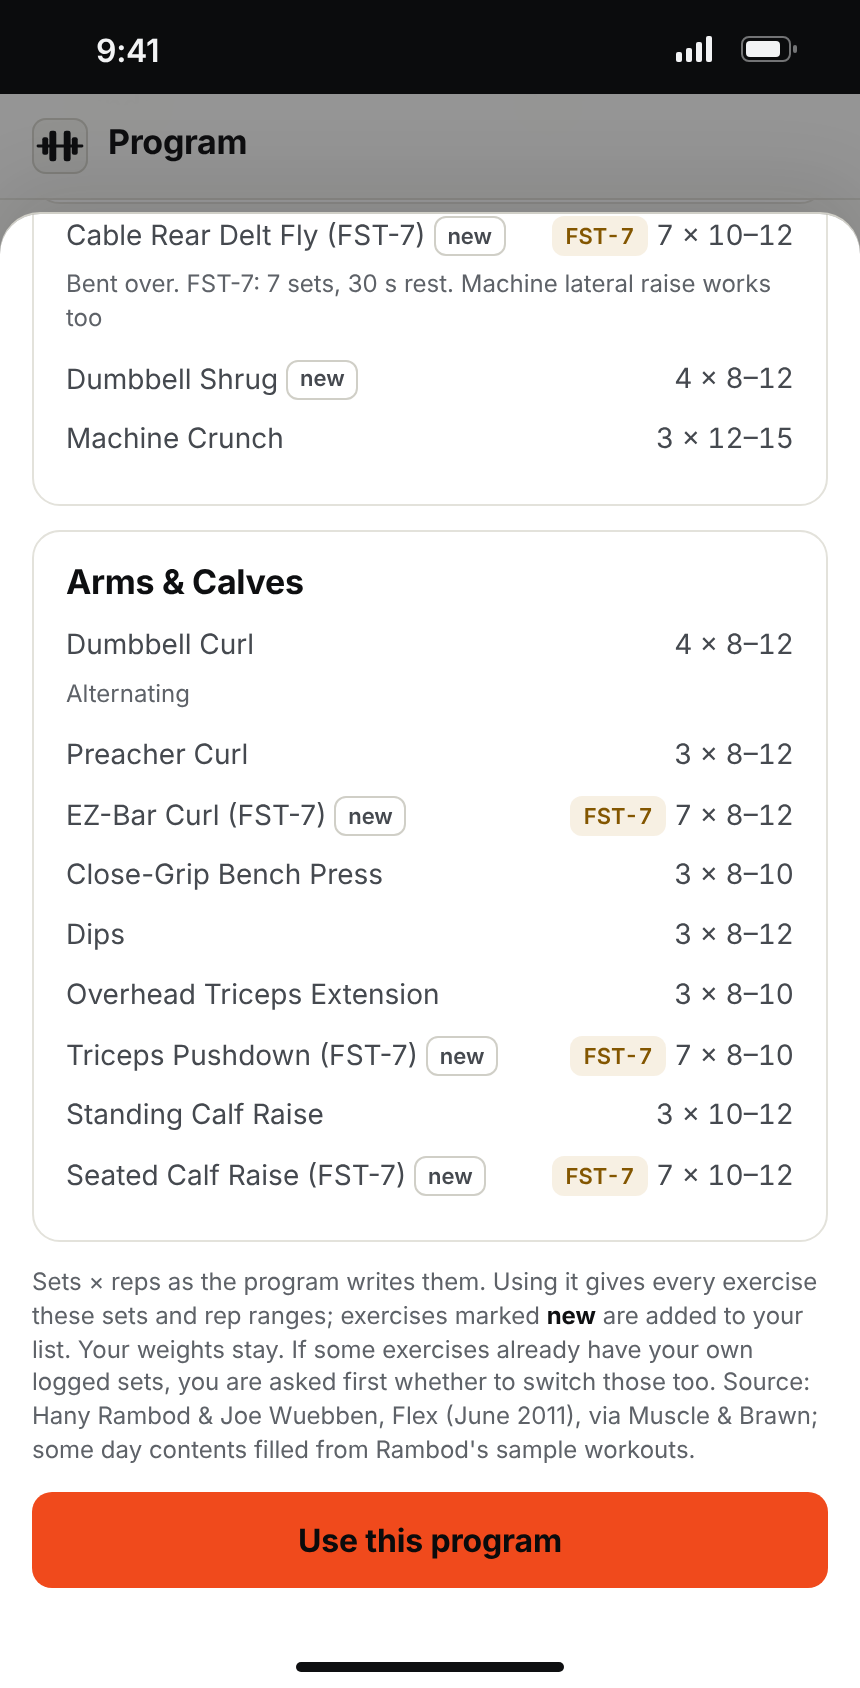 9:41
Program
Cable Rear Delt Fly (FST-7) new FST-7 7 × 10–12
Bent over. FST-7: 7 sets, 30 s rest. Machine lateral raise works
too
Dumbbell Shrug new 4 × 8–12
Machine Crunch 3 × 12–15
Arms & Calves
Dumbbell Curl 4 × 8–12
Alternating
Preacher Curl 3 × 8–12
EZ-Bar Curl (FST-7) new FST-7 7 × 8–12
Close-Grip Bench Press 3 × 8–10
Dips 3 × 8–12
Overhead Triceps Extension 3 × 8–10
Triceps Pushdown (FST-7) new FST-7 7 × 8–10
Standing Calf Raise 3 × 10–12
Seated Calf Raise (FST-7) new FST-7 7 × 10–12
Sets × reps as the program writes them. Using it gives every exercise
these sets and rep ranges; exercises marked new are added to your
list. Your weights stay. If some exercises already have your own
logged sets, you are asked first whether to switch those too. Source:
Hany Rambod & Joe Wuebben, Flex (June 2011), via Muscle & Brawn;
some day contents filled from Rambod's sample workouts.
Use this program